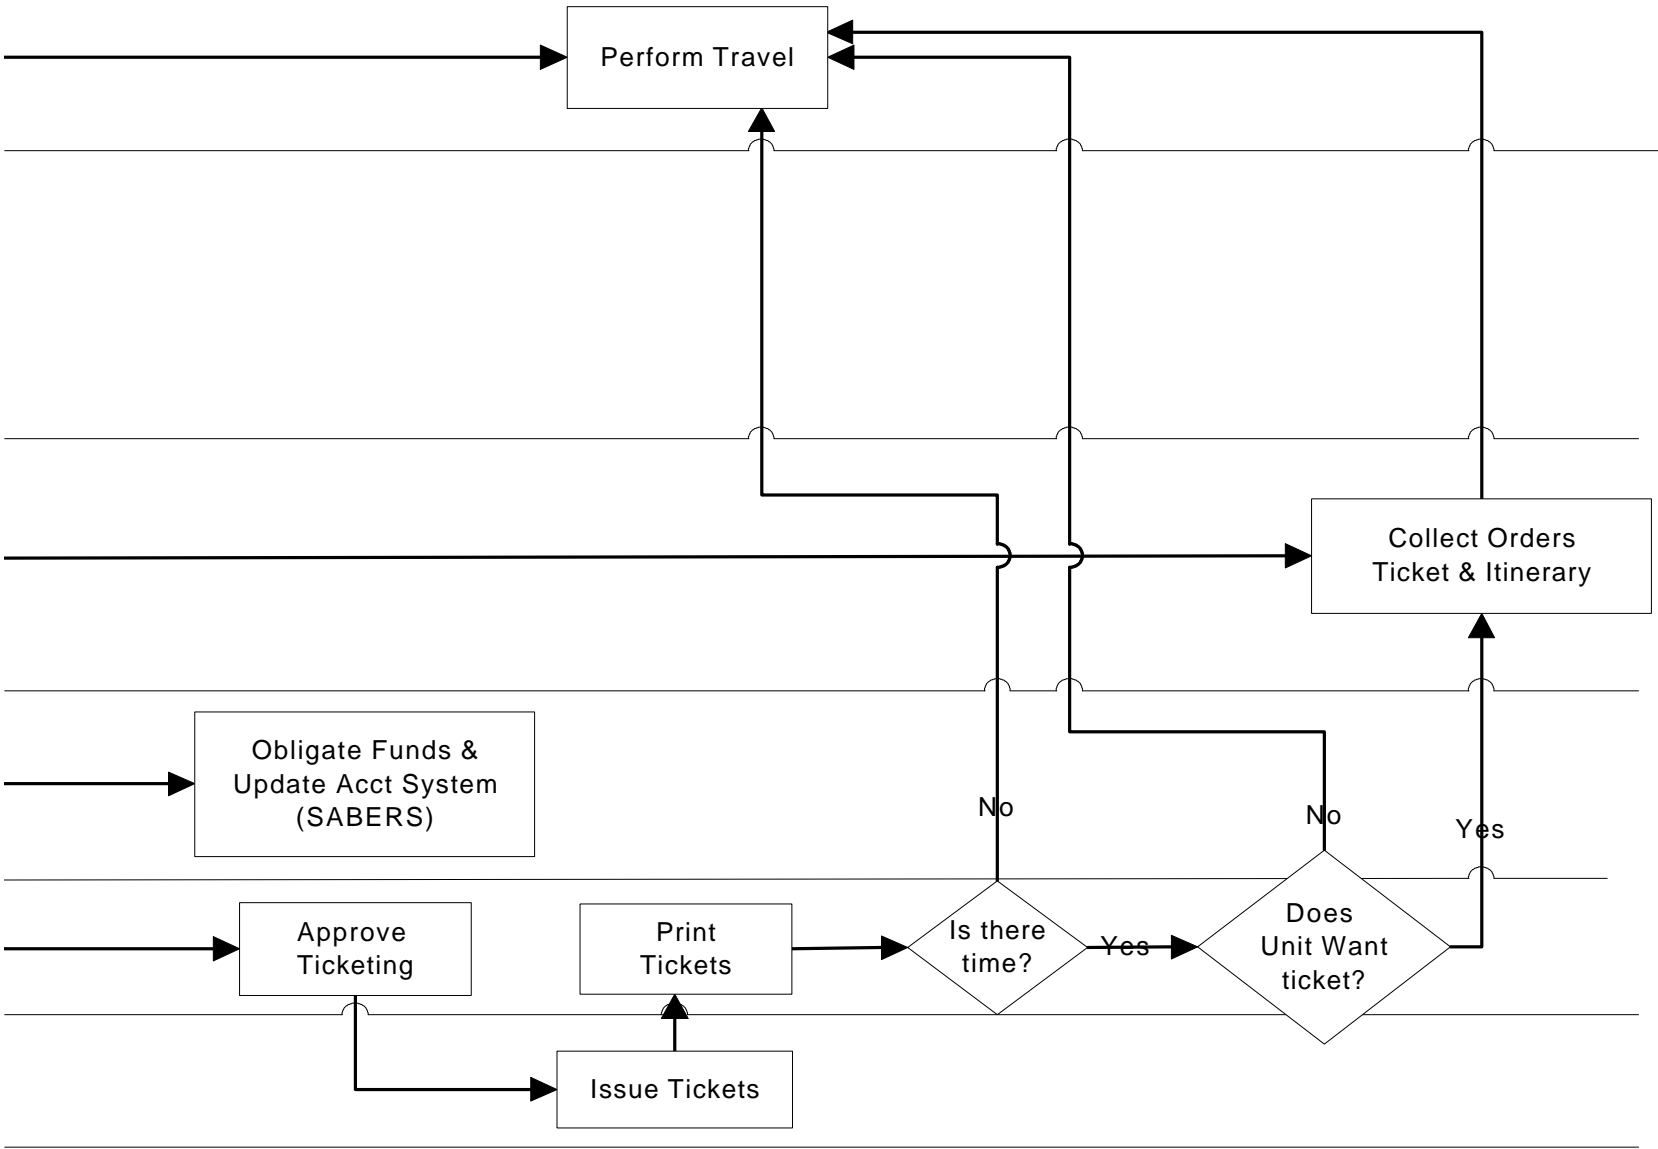 Perform Travel
Collect Orders
Ticket & Itinerary
Obligate Funds &
Update Acct System
(SABERS)
No
No
Yes
Approve
Ticketing
Print
Tickets
Is there
time?
Yes
Does
Unit Want
ticket?
Issue Tickets